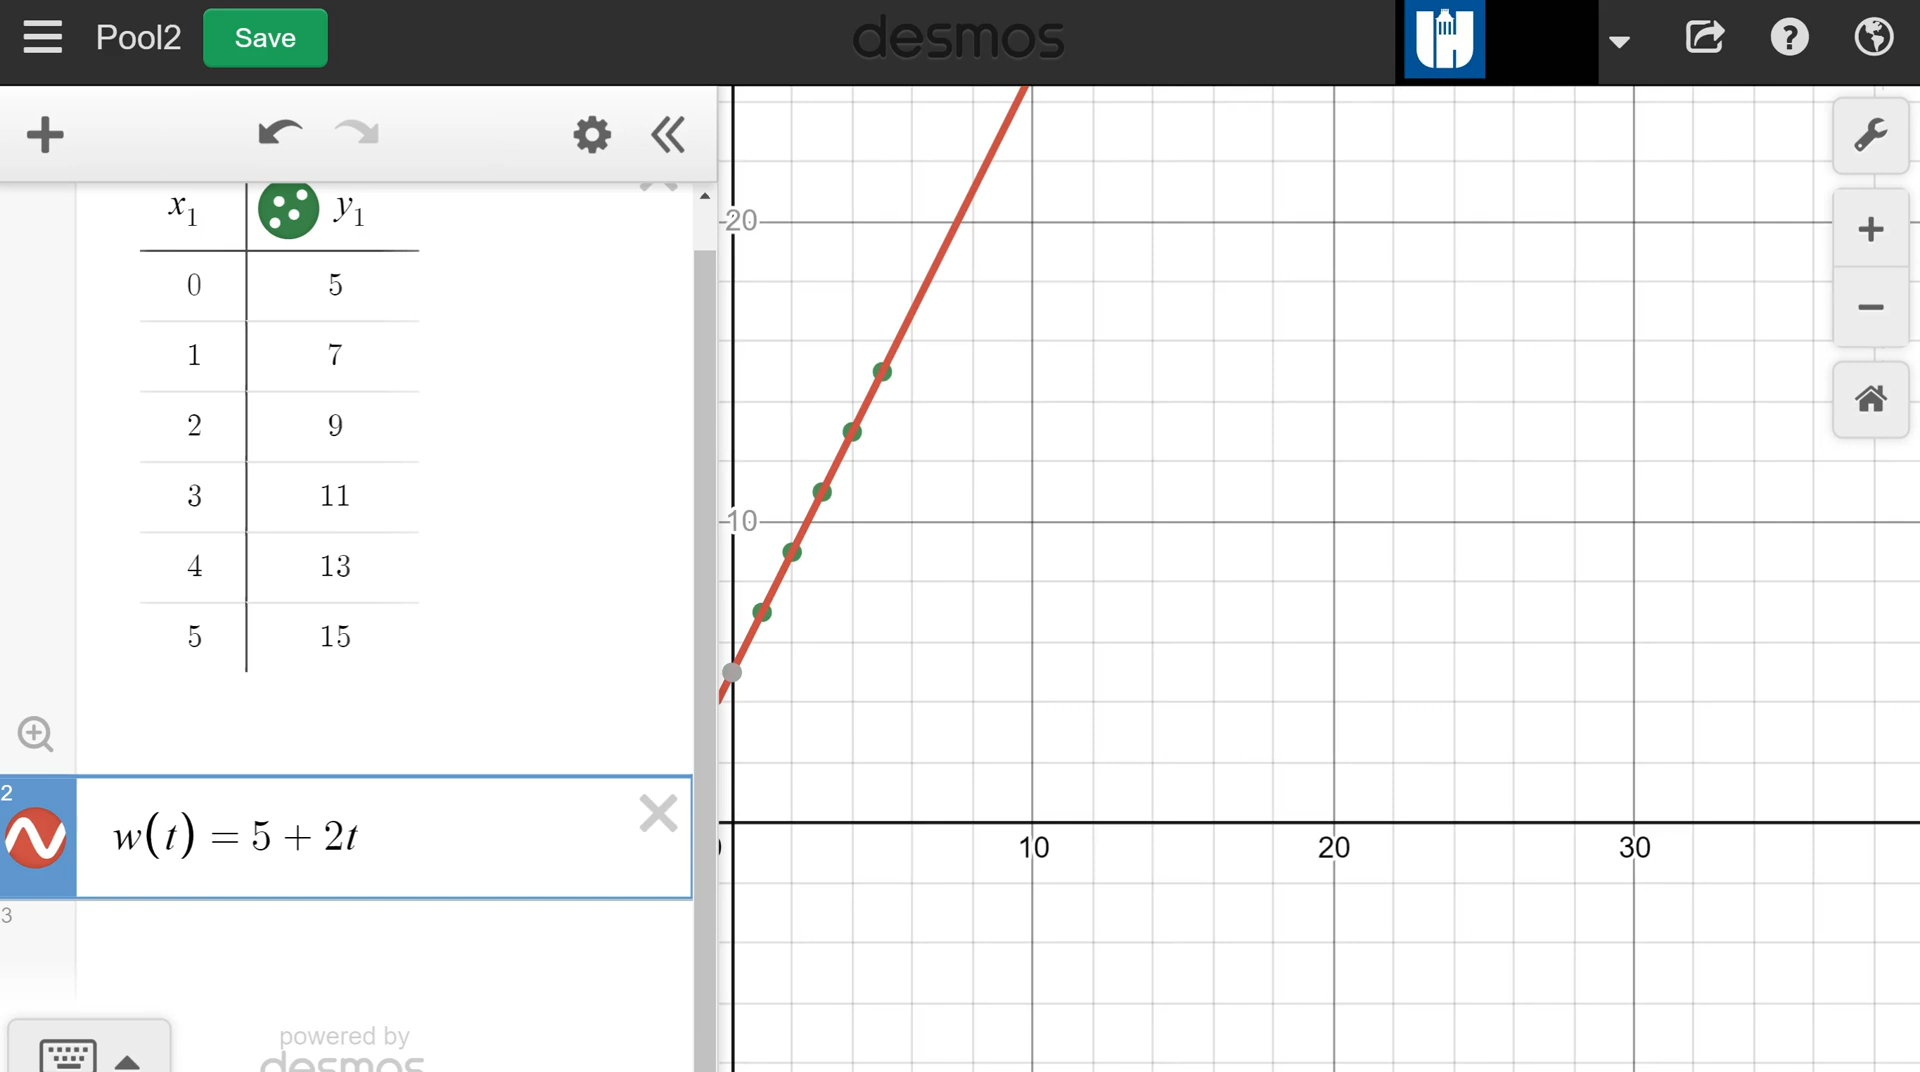 Pool2 Save desmos
x₁ y₁
0 5
1 7
2 9
3 11
4 13
5 15
2
w(t) = 5 + 2t
3
powered by
desmos
20
10
10 20 30